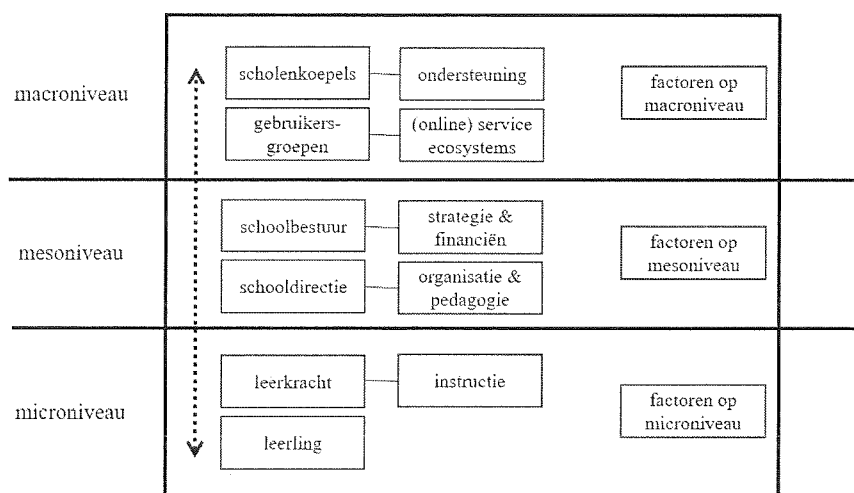 macroniveau
scholenkoepels
ondersteuning
gebruikers-
groepen
(online) service
ecosystems
factoren op
macroniveau
mesoniveau
schoolbestuur
strategie &
financiën
schooldirectie
organisatie &
pedagogie
factoren op
mesoniveau
microniveau
leerkracht
instructie
leerling
factoren op
microniveau